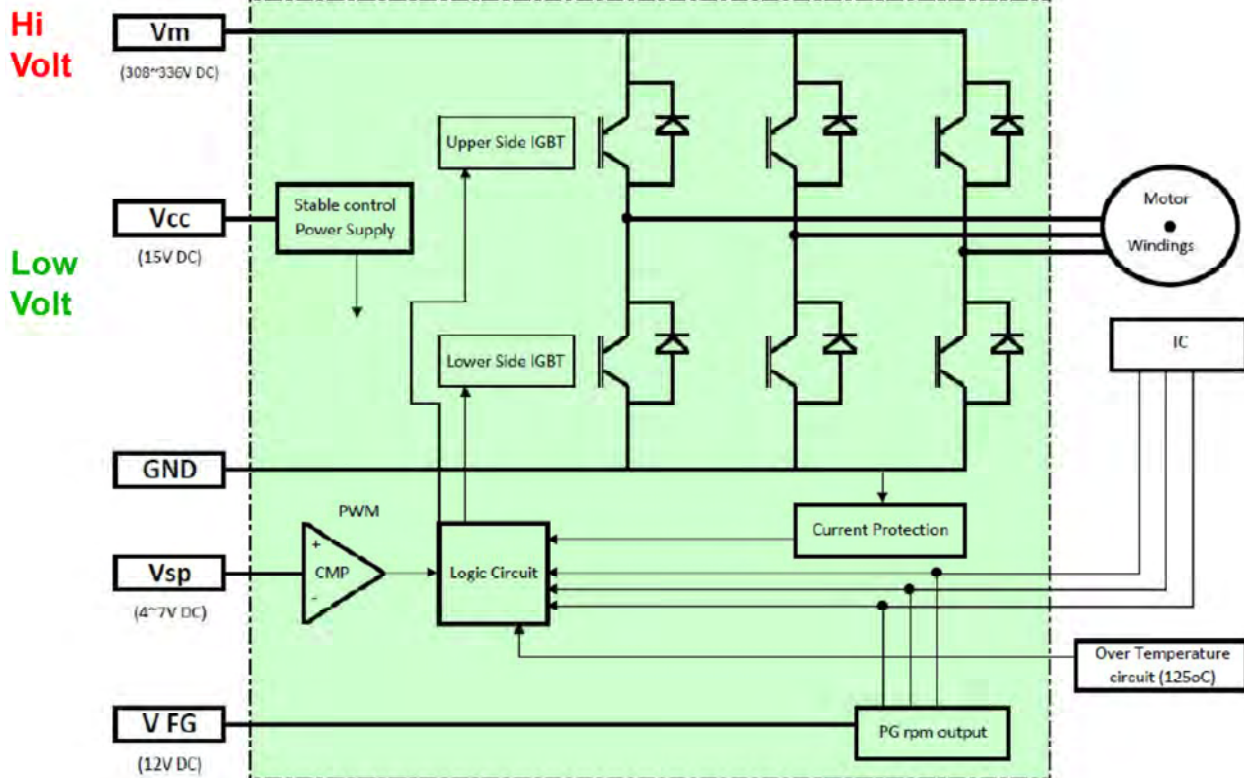 Hi
Volt
Vm
(308~336V DC)
Upper Side IGBT
Stable control
Power Supply
Vcc
(15V DC)
Motor
Windings
Low
Volt
IC
Lower Side IGBT
GND
PWM
Current Protection
+
CMP
-
Logic Circuit
Vsp
(4~7V DC)
Over Temperature
circuit (125oC)
V FG
PG rpm output
(12V DC)